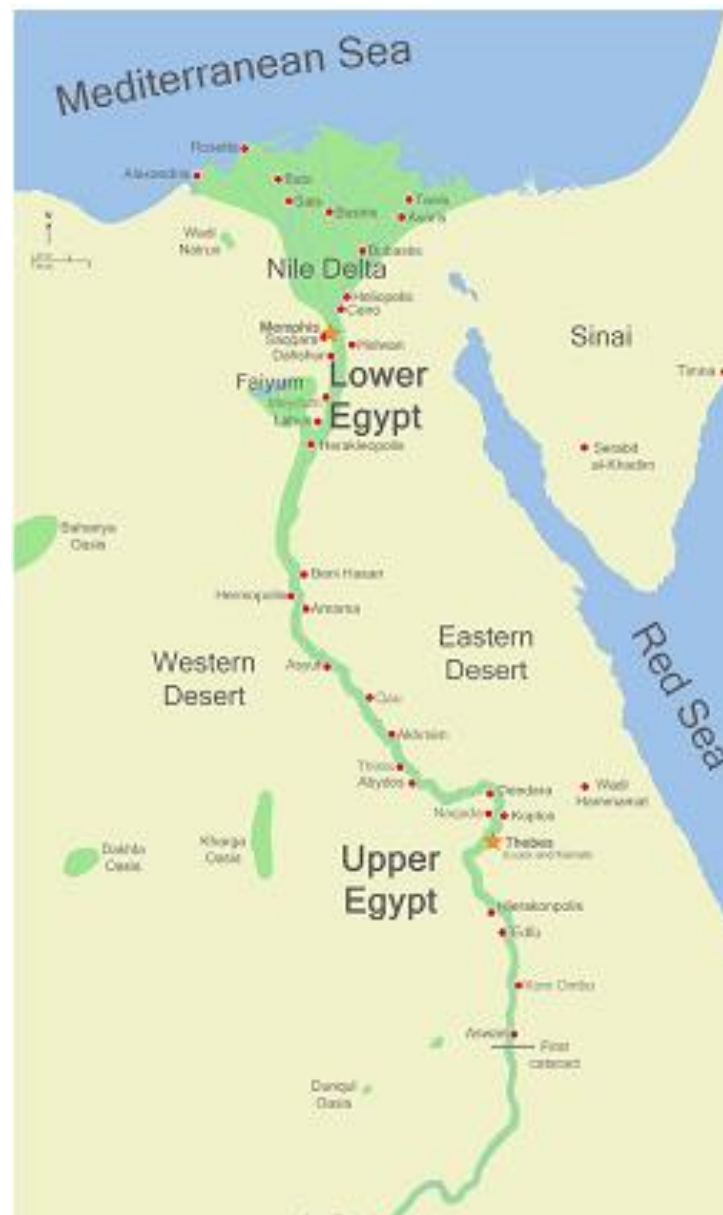 Mediterranean Sea
Rosetta
Alexandria
Buto
Sais
Busiris
Tanis
Avaris
Wadi
Natrun
Bubastis
Nile Delta
Heliopolis
Cairo
Memphis
Saqqara
Helwan
Dahshur
Sinai
Timna
Faiyum
Lower
Egypt
Lahun
Herakleopolis
Serabit
al-Khadim
Bahariya
Oasis
Beni Hasan
Hermopolis
Amarna
Western
Desert
Eastern
Desert
Red Sea
Assiut
Qau
Akhmim
Thinis
Abydos
Dendera
Wadi
Hammamat
Naqada
Koptos
Kharga
Oasis
Dakhla
Oasis
Thebes
Upper
Egypt
Hierakonpolis
Edfu
Kom Ombo
Aswan
First
cataract
Dunqul
Oasis